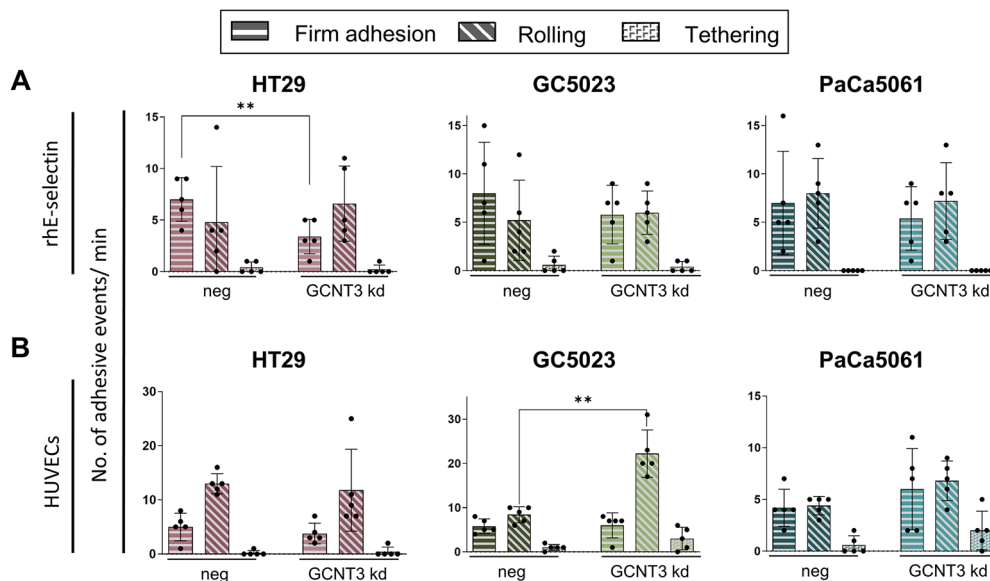 Firm adhesion Rolling Tethering
A
HT29 GC5023 PaCa5061
rhE-selectin
No. of adhesive events/ min
**
15
10
5
0
neg GCNT3 kd
15
10
5
0
neg GCNT3 kd
15
10
5
0
neg GCNT3 kd
B
HT29 GC5023 PaCa5061
HUVECs
30
20
10
0
neg GCNT3 kd
**
30
20
10
0
neg GCNT3 kd
15
10
5
0
neg GCNT3 kd